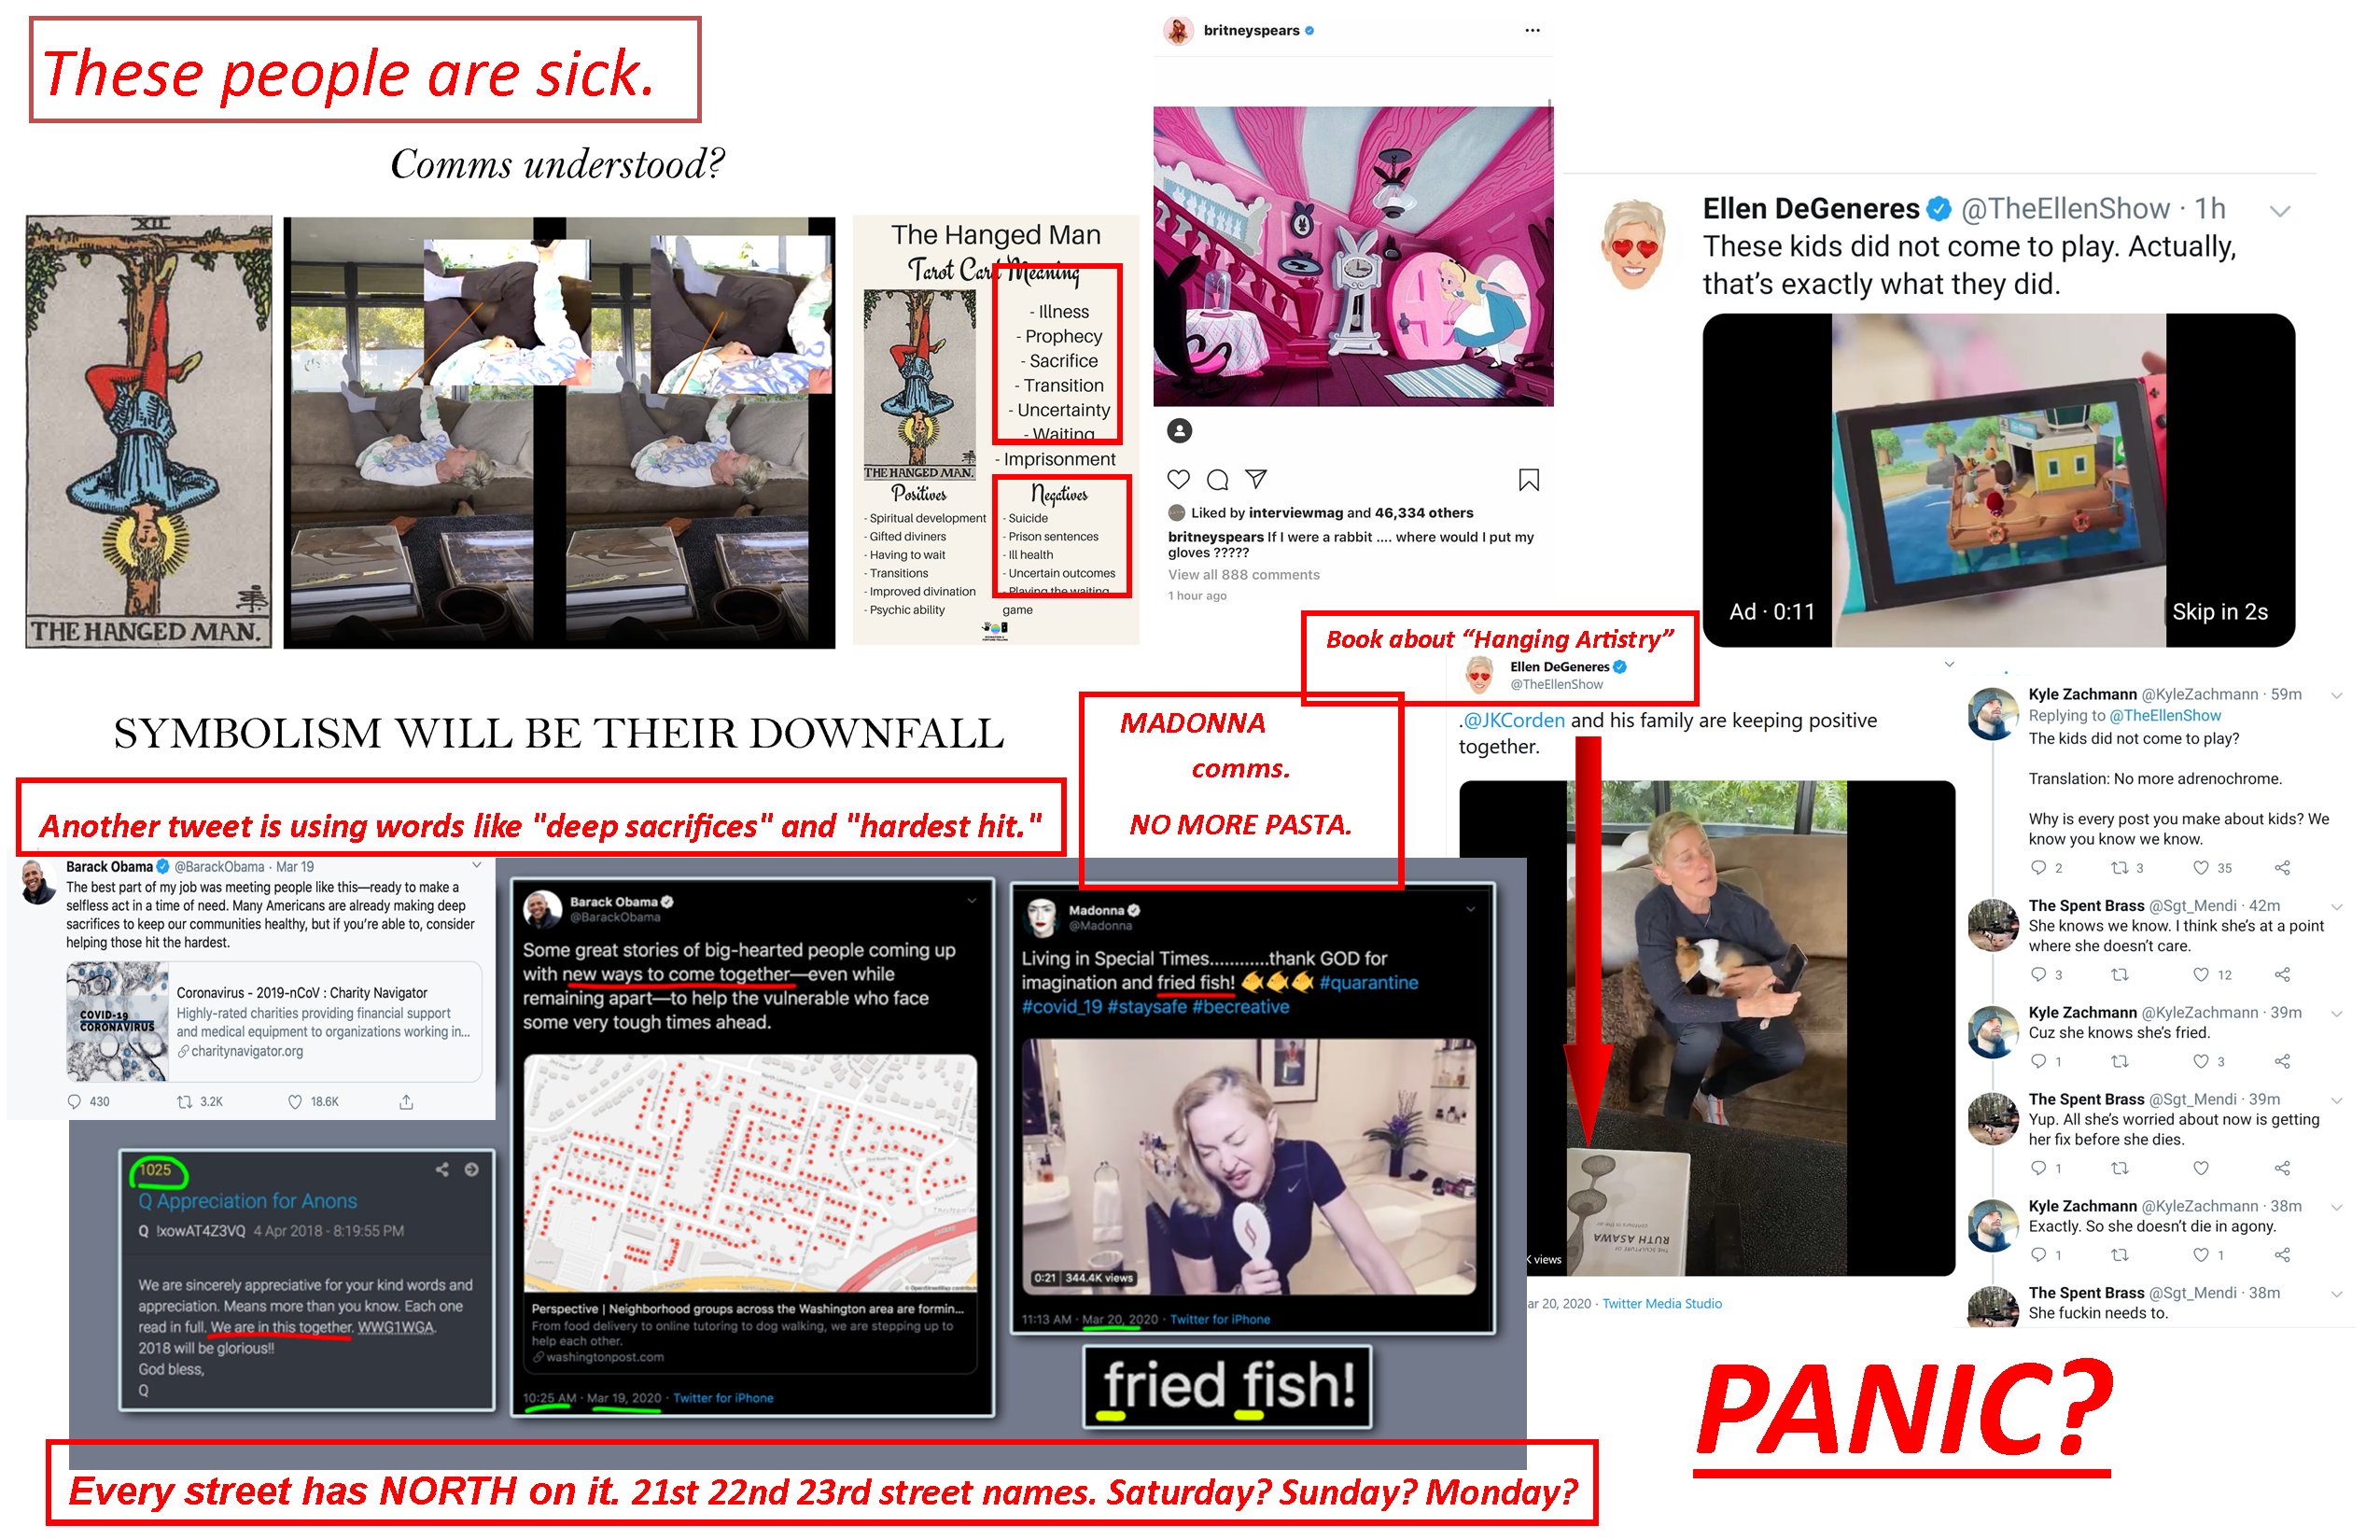 These people are sick.
Comms understood?
XII
THE HANGED MAN.
The Hanged Man
Tarot Card Meaning
- Illness
- Prophecy
- Sacrifice
- Transition
- Uncertainty
- Waiting
- Imprisonment
THE HANGED MAN.
Positives
- Spiritual development
- Gifted diviners
- Having to wait
- Transitions
- Improved divination
- Psychic ability
Negatives
- Suicide
- Prison sentences
- Ill health
- Uncertain outcomes
- Playing the waiting
game
britneyspears
Liked by interviewmag and 46,334 others
britneyspears If I were a rabbit .... where would I put my
gloves ?????
View all 888 comments
1 hour ago
Ellen DeGeneres @TheEllenShow · 1h
These kids did not come to play. Actually,
that's exactly what they did.
Ad · 0:11
Skip in 2s
Book about “Hanging Artistry”
Ellen DeGeneres
@TheEllenShow
.@JKCorden and his family are keeping positive
together.
THE SCULPTURE OF
RUTH ASAWA
K views
ar 20, 2020 · Twitter Media Studio
Kyle Zachmann @KyleZachmann · 59m
Replying to @TheEllenShow
The kids did not come to play?
Translation: No more adrenochrome.
Why is every post you make about kids? We
know you know we know.
2 3 35
The Spent Brass @Sgt_Mendi · 42m
She knows we know. I think she's at a point
where she doesn't care.
3 12
Kyle Zachmann @KyleZachmann · 39m
Cuz she knows she's fried.
1 3
The Spent Brass @Sgt_Mendi · 39m
Yup. All she's worried about now is getting
her fix before she dies.
1
Kyle Zachmann @KyleZachmann · 38m
Exactly. So she doesn't die in agony.
1 1
The Spent Brass @Sgt_Mendi · 38m
She fuckin needs to.
SYMBOLISM WILL BE THEIR DOWNFALL
MADONNA
comms.
NO MORE PASTA.
Another tweet is using words like "deep sacrifices" and "hardest hit."
Barack Obama @BarackObama · Mar 19
The best part of my job was meeting people like this—ready to make a
selfless act in a time of need. Many Americans are already making deep
sacrifices to keep our communities healthy, but if you're able to, consider
helping those hit the hardest.
COVID-19
CORONAVIRUS
Coronavirus - 2019-nCoV : Charity Navigator
Highly-rated charities providing financial support
and medical equipment to organizations working in...
charitynavigator.org
430 3.2K 18.6K
1025
Q Appreciation for Anons
Q !xowAT4Z3VQ 4 Apr 2018 - 8:19:55 PM
We are sincerely appreciative for your kind words and
appreciation. Means more than you know. Each one
read in full. We are in this together. WWG1WGA.
2018 will be glorious!!
God bless,
Q
Barack Obama
@BarackObama
Some great stories of big-hearted people coming up
with new ways to come together—even while
remaining apart—to help the vulnerable who face
some very tough times ahead.
Perspective | Neighborhood groups across the Washington area are formin...
From food delivery to online tutoring to dog walking, we are stepping up to
help each other.
washingtonpost.com
10:25 AM · Mar 19, 2020 · Twitter for iPhone
Madonna
@Madonna
Living in Special Times............thank GOD for
imagination and fried fish! 🐠🐠🐠 #quarantine
#covid_19 #staysafe #becreative
0:21 344.4K views
11:13 AM · Mar 20, 2020 · Twitter for iPhone
fried fish!
PANIC?
Every street has NORTH on it. 21st 22nd 23rd street names. Saturday? Sunday? Monday?